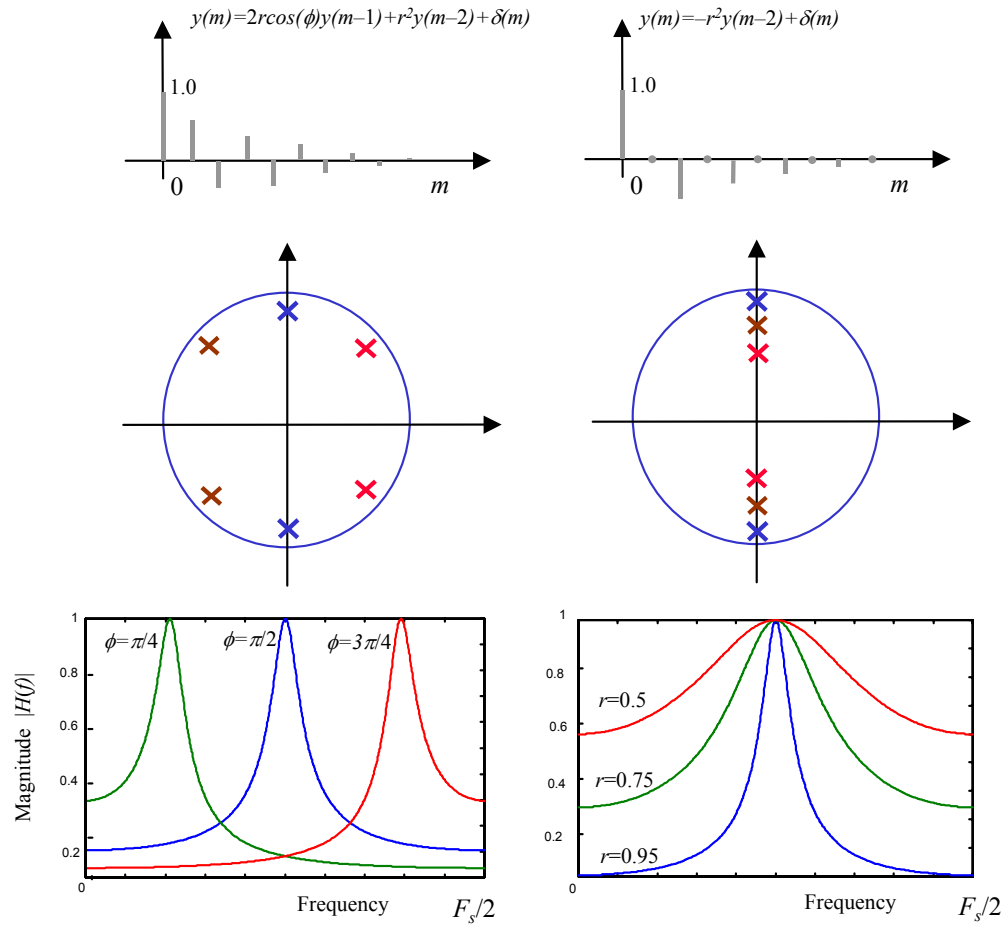 y(m)=2rcos(ϕ)y(m–1)+r²y(m–2)+δ(m)
1.0
0
m
y(m)=–r²y(m–2)+δ(m)
1.0
0
m
1
0.8
0.6
0.4
0.2
0
Magnitude |H(f)|
ϕ=π/4
ϕ=π/2
ϕ=3π/4
Frequency
Fₛ/2
1
0.8
0.6
0.4
0.2
0
r=0.5
r=0.75
r=0.95
Frequency
Fₛ/2